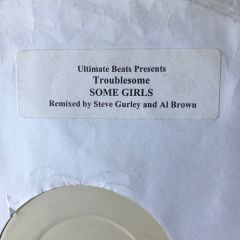 Ultimate Beats Presents
Troublesome
SOME GIRLS
Remixed by Steve Gurley and Al Brown